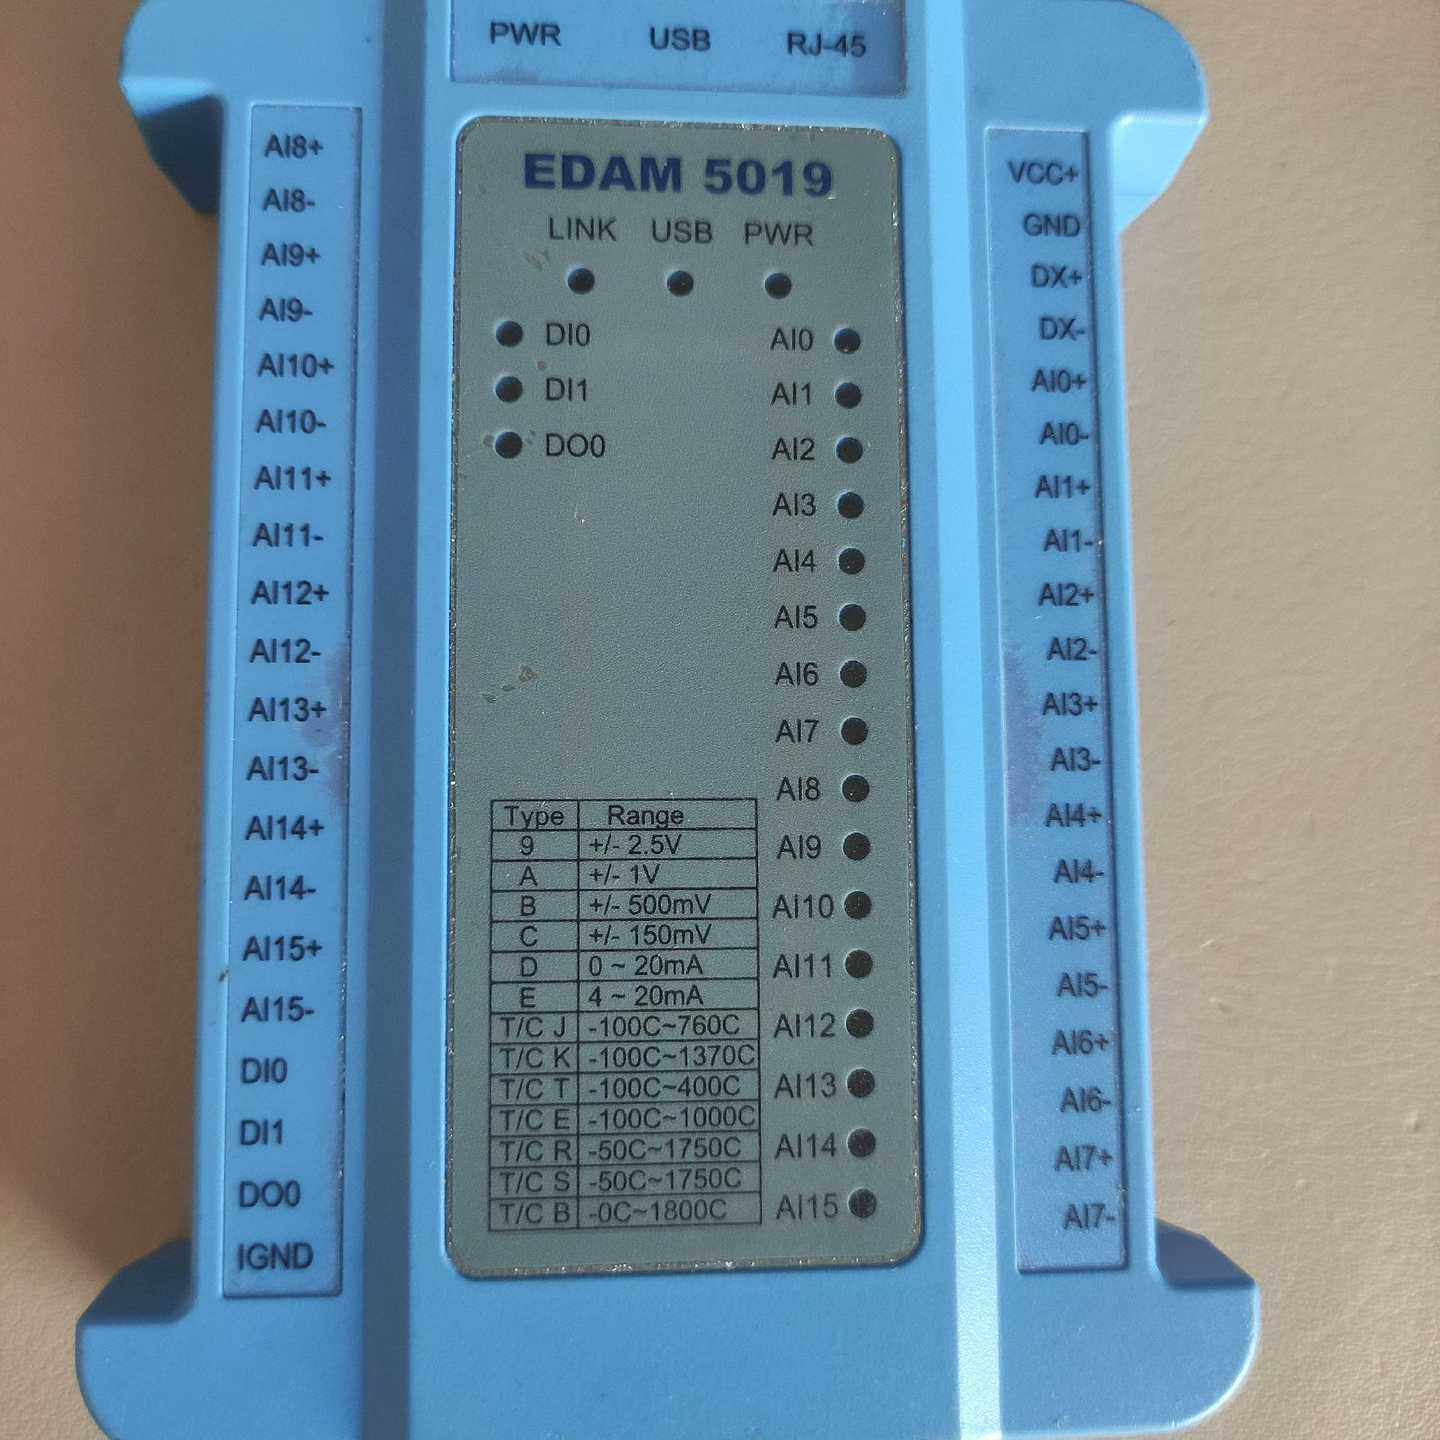 PWR USB RJ-45
EDAM 5019
LINK USB PWR
DI0
DI1
DO0
AI0
AI1
AI2
AI3
AI4
AI5
AI6
AI7
AI8
AI9
AI10
AI11
AI12
AI13
AI14
AI15
Type Range
9 +/- 2.5V
A +/- 1V
B +/- 500mV
C +/- 150mV
D 0 ~ 20mA
E 4 ~ 20mA
T/C J -100C~760C
T/C K -100C~1370C
T/C T -100C~400C
T/C E -100C~1000C
T/C R -50C~1750C
T/C S -50C~1750C
T/C B -0C~1800C
AI8+
AI8-
AI9+
AI9-
AI10+
AI10-
AI11+
AI11-
AI12+
AI12-
AI13+
AI13-
AI14+
AI14-
AI15+
AI15-
DI0
DI1
DO0
IGND
VCC+
GND
DX+
DX-
AI0+
AI0-
AI1+
AI1-
AI2+
AI2-
AI3+
AI3-
AI4+
AI4-
AI5+
AI5-
AI6+
AI6-
AI7+
AI7-